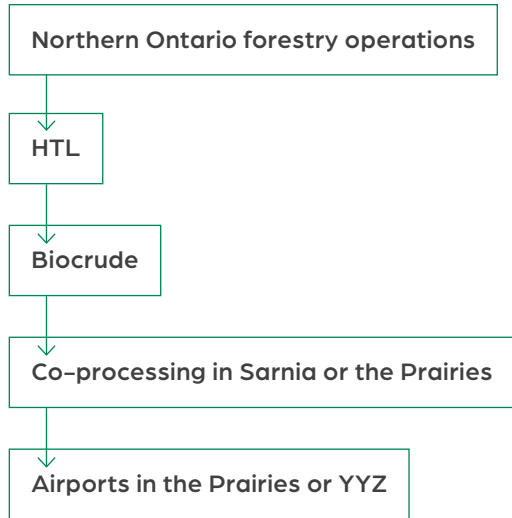 Northern Ontario forestry operations
HTL
Biocrude
Co-processing in Sarnia or the Prairies
Airports in the Prairies or YYZ